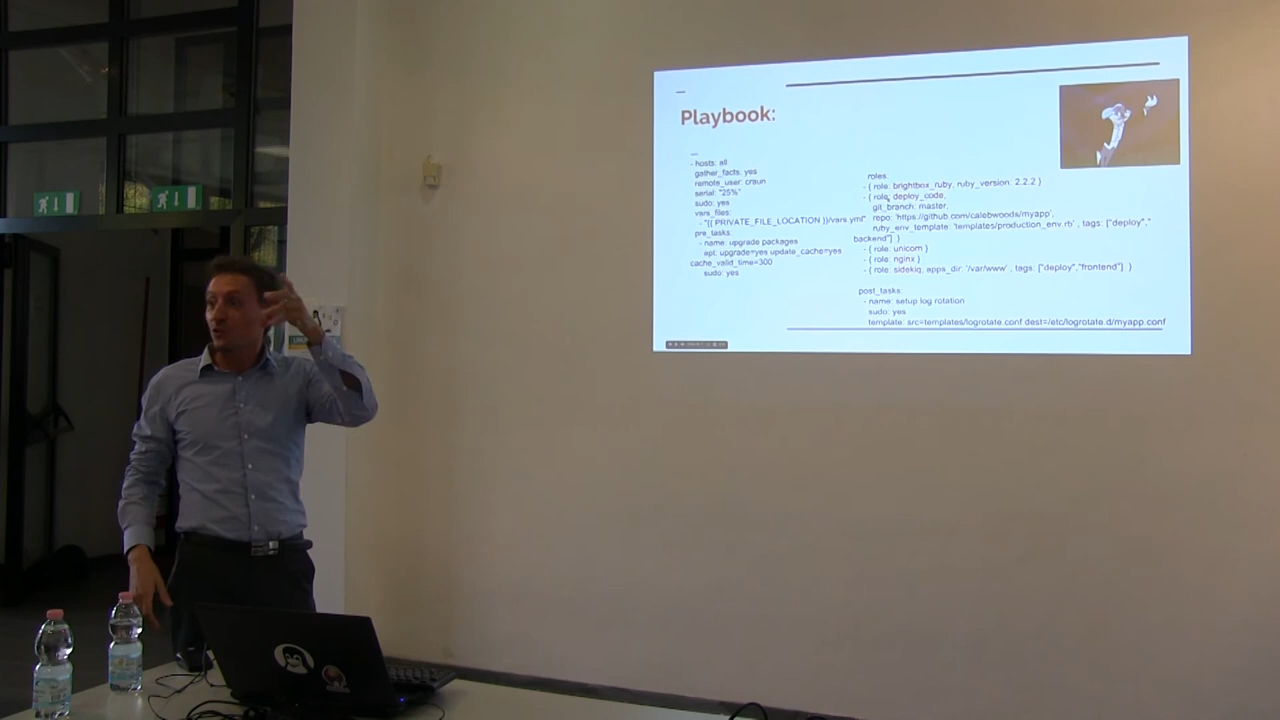 Playbook:
- hosts: all
gather_facts: yes
remote_user: craun
serial: "25%"
sudo: yes
vars_files:
- "{{ PRIVATE_FILE_LOCATION }}/vars.yml"
pre_tasks:
- name: upgrade packages
apt: upgrade=yes update_cache=yes
cache_valid_time=300
sudo: yes
roles:
- { role: brightbox_ruby, ruby_version: 2.2.2 }
- { role: deploy_code,
git_branch: master,
repo: 'https://github.com/calebwoods/myapp',
ruby_env_template: 'templates/production_env.rb' , tags: ["deploy","
backend"] }
- { role: unicorn }
- { role: nginx }
- { role: sidekiq, apps_dir: '/var/www' , tags: ["deploy","frontend"] }
post_tasks:
- name: setup log rotation
sudo: yes
template: src=templates/logrotate.conf dest=/etc/logrotate.d/myapp.conf